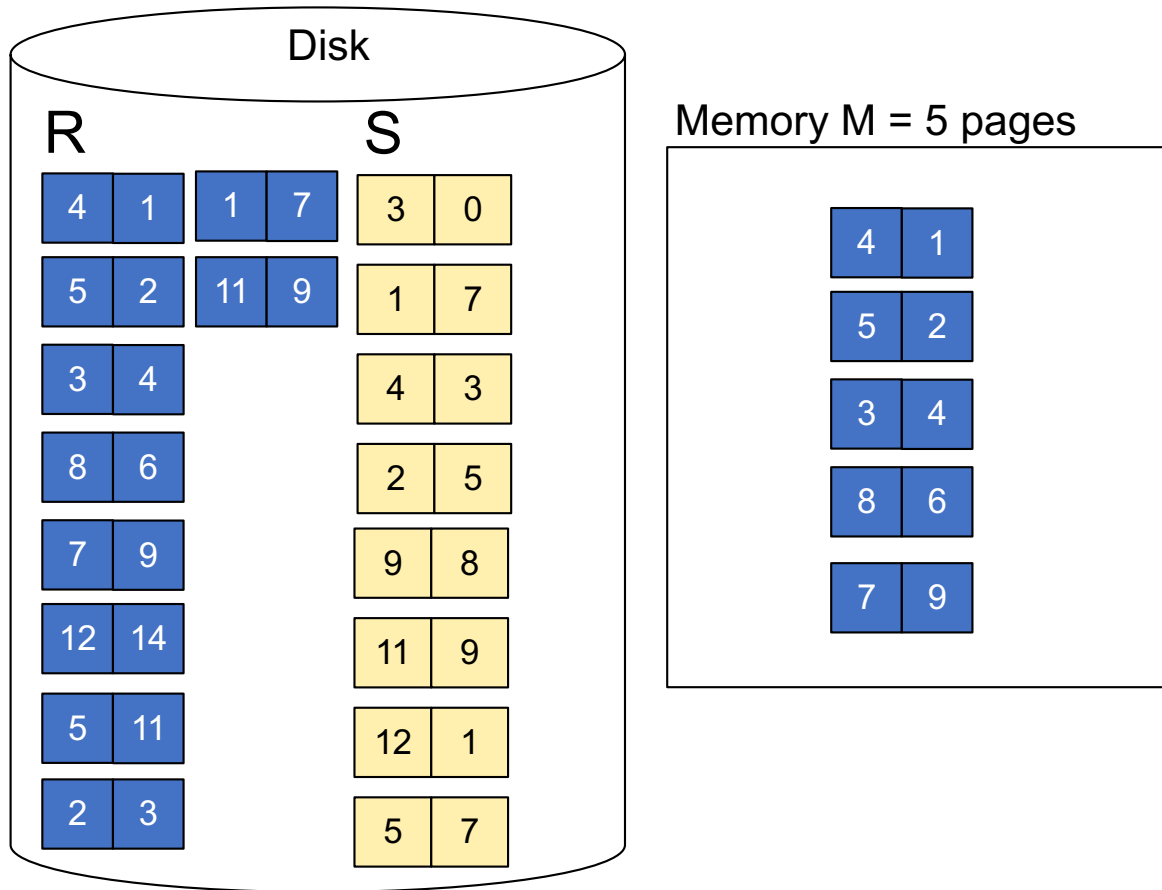 Disk
R S
Memory M = 5 pages
4 1 1 7 3 0
4 1
5 2 11 9 1 7
5 2
3 4 4 3
3 4
8 6 2 5
8 6
7 9 9 8
7 9
12 14 11 9
5 11 12 1
2 3 5 7